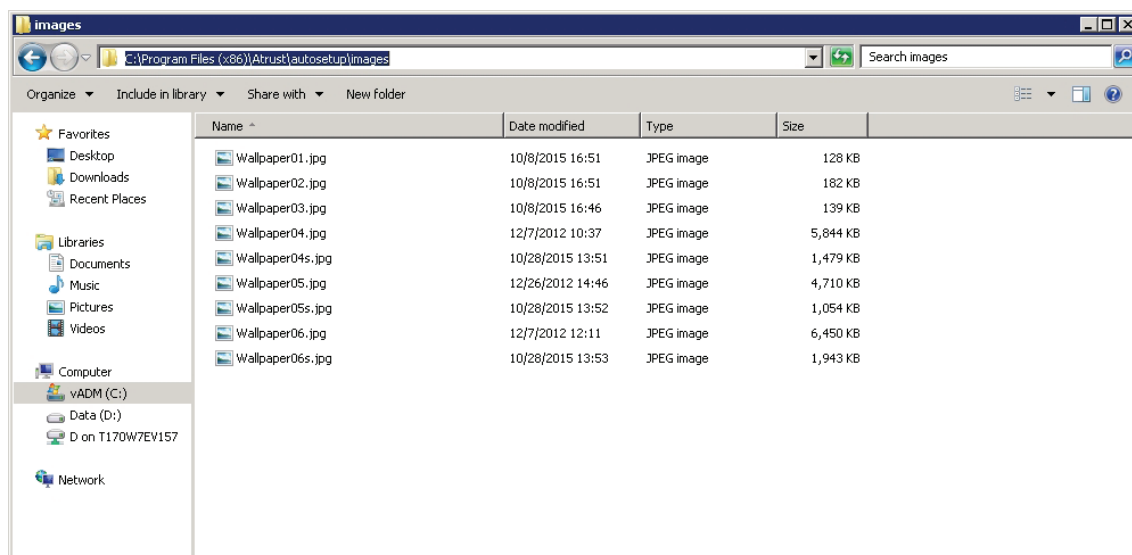 images
C:\Program Files (x86)\Atrust\autosetup\images
Search images
Organize Include in library Share with New folder
Favorites
Desktop
Downloads
Recent Places
Libraries
Documents
Music
Pictures
Videos
Computer
vADM (C:)
Data (D:)
D on T170W7EV157
Network
Name Date modified Type Size
Wallpaper01.jpg 10/8/2015 16:51 JPEG image 128 KB
Wallpaper02.jpg 10/8/2015 16:51 JPEG image 182 KB
Wallpaper03.jpg 10/8/2015 16:46 JPEG image 139 KB
Wallpaper04.jpg 12/7/2012 10:37 JPEG image 5,844 KB
Wallpaper04s.jpg 10/28/2015 13:51 JPEG image 1,479 KB
Wallpaper05.jpg 12/26/2012 14:46 JPEG image 4,710 KB
Wallpaper05s.jpg 10/28/2015 13:52 JPEG image 1,054 KB
Wallpaper06.jpg 12/7/2012 12:11 JPEG image 6,450 KB
Wallpaper06s.jpg 10/28/2015 13:53 JPEG image 1,943 KB